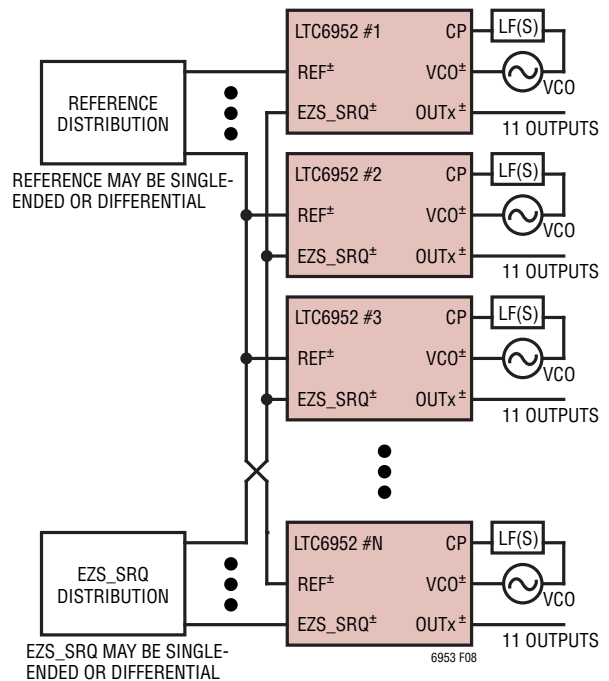 LTC6952 #1
CP
LF(S)
REF±
VCO±
VCO
EZS_SRQ±
OUTx±
11 OUTPUTS
REFERENCE
DISTRIBUTION
REFERENCE MAY BE SINGLE-
ENDED OR DIFFERENTIAL
LTC6952 #2
CP
LF(S)
REF±
VCO±
VCO
EZS_SRQ±
OUTx±
11 OUTPUTS
LTC6952 #3
CP
LF(S)
REF±
VCO±
VCO
EZS_SRQ±
OUTx±
11 OUTPUTS
LTC6952 #N
CP
LF(S)
REF±
VCO±
VCO
EZS_SRQ±
OUTx±
11 OUTPUTS
EZS_SRQ
DISTRIBUTION
EZS_SRQ MAY BE SINGLE-
ENDED OR DIFFERENTIAL
6953 F08